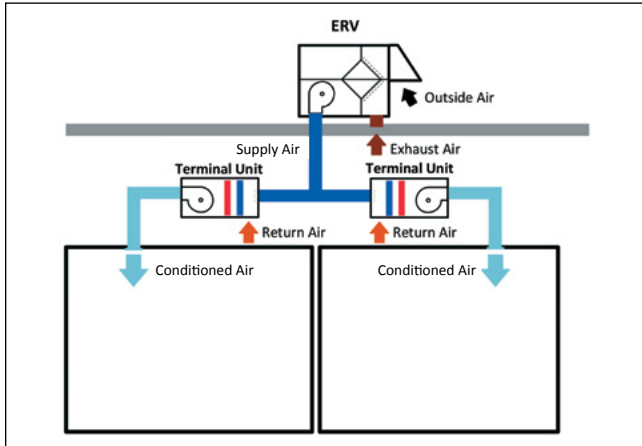 ERV
Outside Air
Supply Air
Exhaust Air
Terminal Unit
Terminal Unit
Return Air
Return Air
Conditioned Air
Conditioned Air